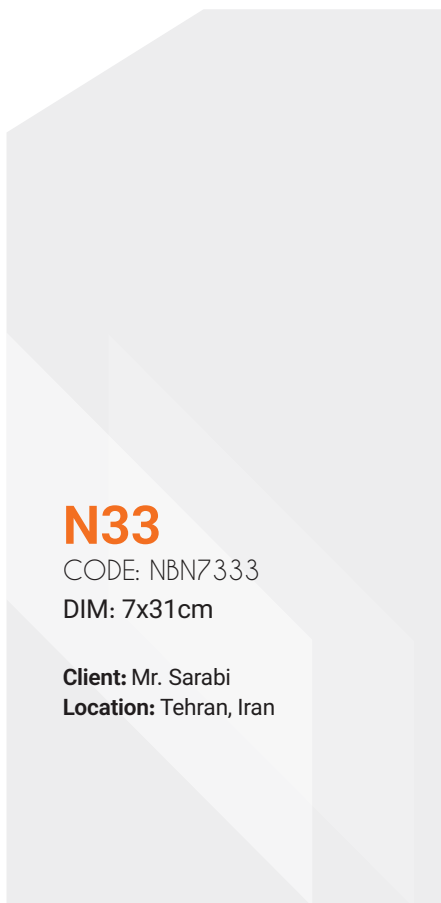 N33
CODE: NBN7333
DIM: 7x31cm
Client: Mr. Sarabi
Location: Tehran, Iran